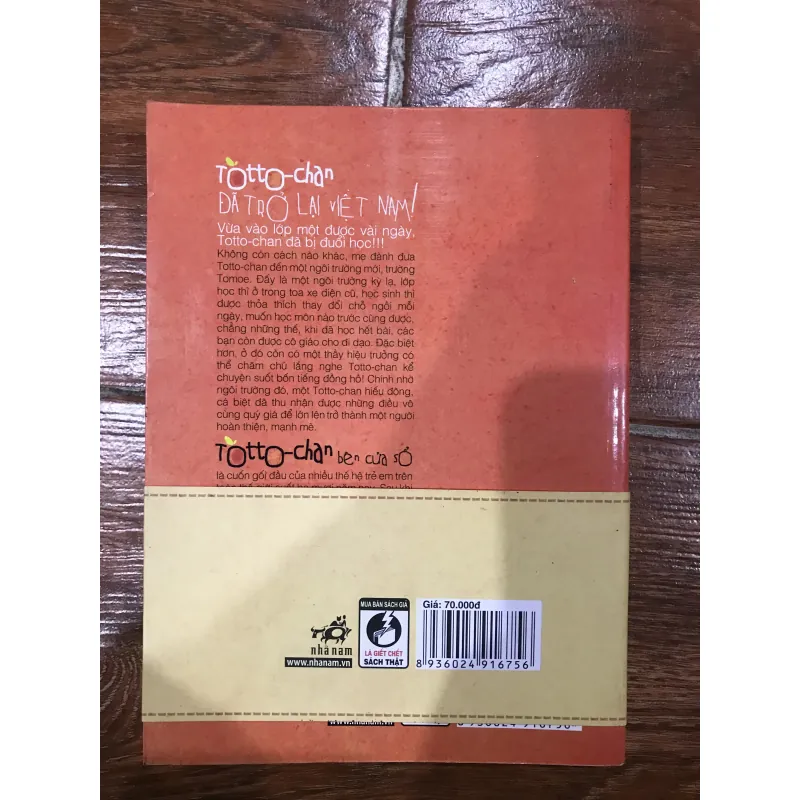 Totto-chan
ĐÃ TRỞ LẠI VIỆT NAM!
Vừa vào lớp một được vài ngày,
Totto-chan đã bị đuổi học!!!
Không còn cách nào khác, mẹ đành đưa
Totto-chan đến một ngôi trường mới, trường
Tomoe. Đấy là một ngôi trường kỳ lạ, lớp
học thì ở trong toa xe điện cũ, học sinh thì
được thỏa thích thay đổi chỗ ngồi mỗi
ngày, muốn học môn nào trước cũng được,
chẳng những thế, khi đã học hết bài, các
bạn còn được cô giáo cho đi dạo. Đặc biệt
hơn, ở đó còn có một thầy hiệu trưởng có
thể chăm chú lắng nghe Totto-chan kể
chuyện suốt bốn tiếng đồng hồ! Chính nhờ
ngôi trường đó, một Totto-chan hiếu động,
cá biệt đã thu nhận được những điều vô
cùng quý giá để lớn lên trở thành một người
hoàn thiện, mạnh mẽ.
Totto-chan bên cửa sổ
là cuốn gối đầu của nhiều thế hệ trẻ em trên
nhã nam
www.nhanam.vn
MUA BÁN SÁCH GIẢ
LÀ GIẾT CHẾT
SÁCH THẬT
Giá: 70.000đ
8 936024 916756
www.nhanam.vn
8 936024 916756